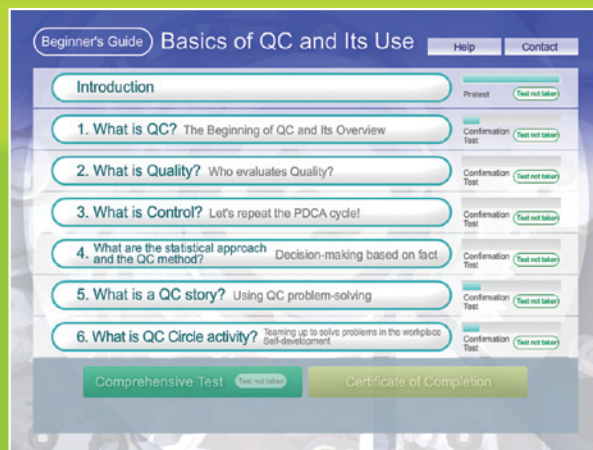 Beginner's Guide Basics of QC and Its Use Help Contact
Introduction
Pretest Test not taken
1. What is QC? The Beginning of QC and Its Overview
Confirmation Test Test not taken
2. What is Quality? Who evaluates Quality?
Confirmation Test Test not taken
3. What is Control? Let's repeat the PDCA cycle!
Confirmation Test Test not taken
4. What are the statistical approach
and the QC method? Decision-making based on fact
Confirmation Test Test not taken
5. What is a QC story? Using QC problem-solving
Confirmation Test Test not taken
6. What is QC Circle activity? Teaming up to solve problems in the workplace
Self-development
Confirmation Test Test not taken
Comprehensive Test Test not taken Certificate of Completion